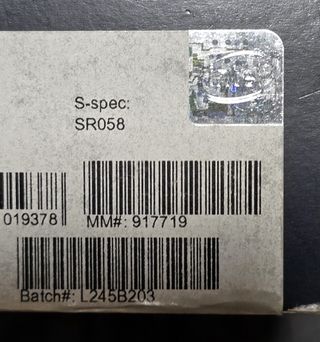 S-spec:
SR058
019378
MM#: 917719
Batch#: L245B203